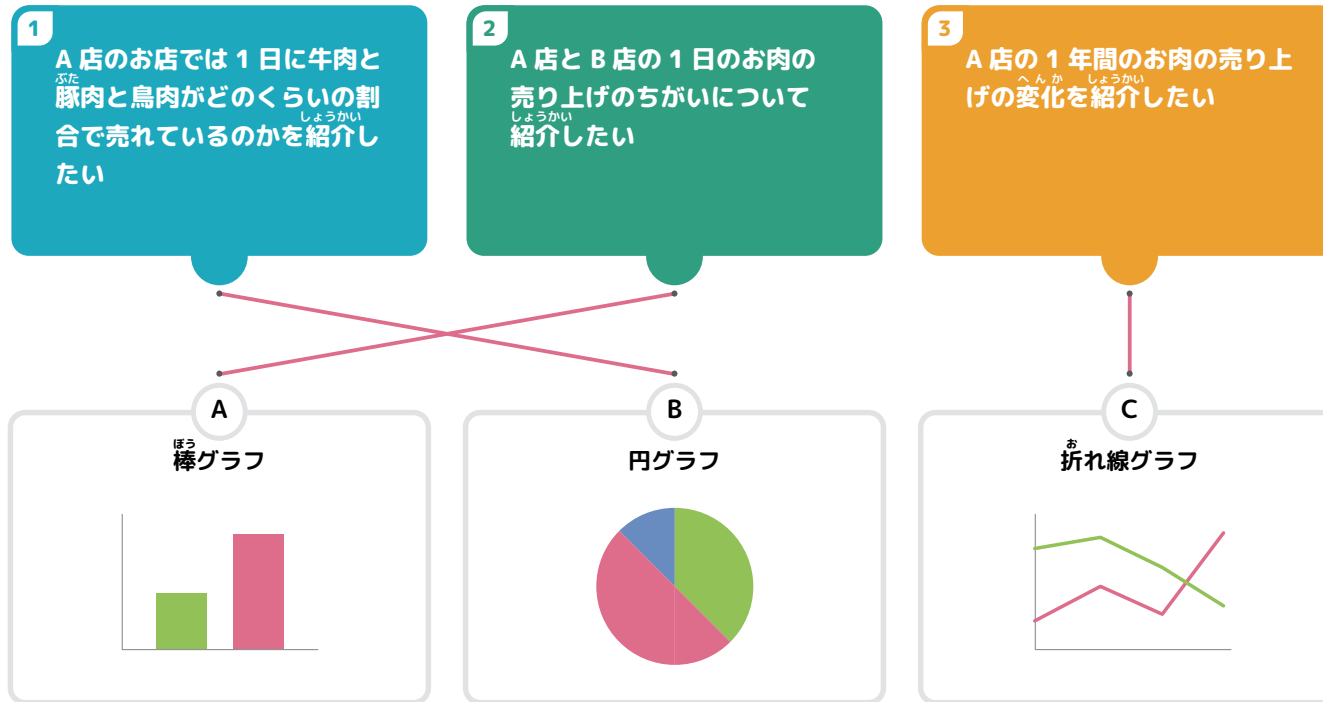 1
A 店のお店では 1 日に牛肉と
豚肉と鳥肉がどのくらいの割
ぶた
合で売れているのかを紹介し
しょうかい
たい
2
A 店と B 店の 1 日のお肉の
売り上げのちがいについて
紹介したい
しょうかい
3
A 店の 1 年間のお肉の売り上
げの変化を紹介したい
へんか しょうかい
A
棒グラフ
ぼう
B
円グラフ
C
折れ線グラフ
お